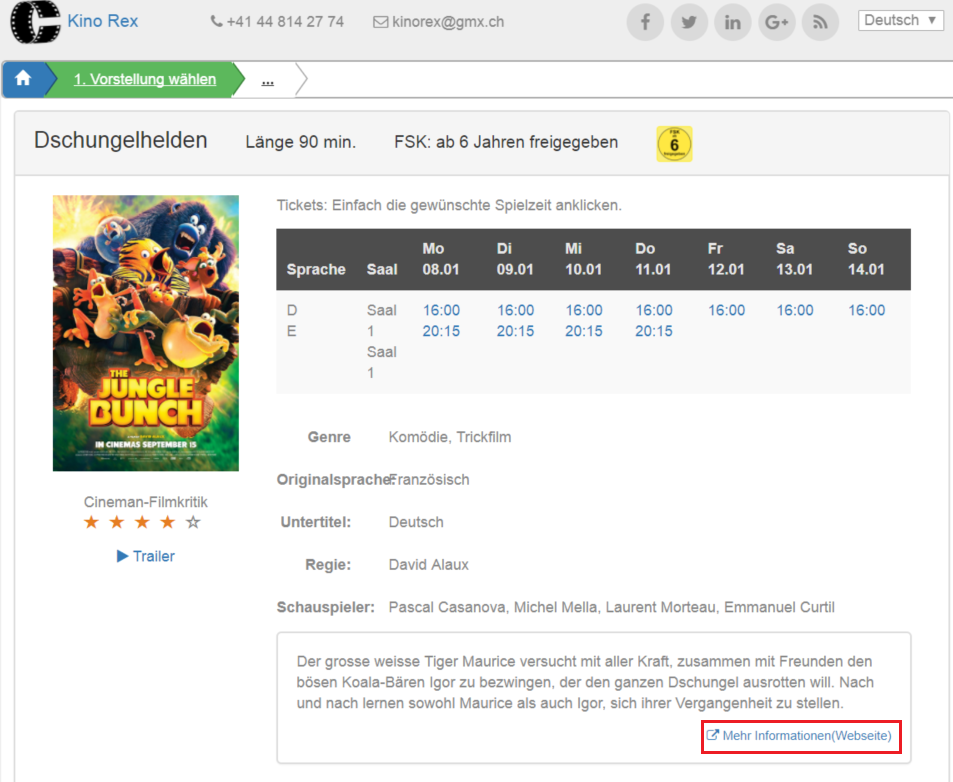 Kino Rex
+41 44 814 27 74
kinorex@gmx.ch
Deutsch
1. Vorstellung wählen
...
Dschungelhelden Länge 90 min. FSK: ab 6 Jahren freigegeben
FSK
ab
6
freigegeben
THE
JUNGLE
BUNCH
IN CINEMAS SEPTEMBER 15
Cineman-Filmkritik
Trailer
Tickets: Einfach die gewünschte Spielzeit anklicken.
Mo Di Mi Do Fr Sa So
Sprache Saal 08.01 09.01 10.01 11.01 12.01 13.01 14.01
D Saal 16:00 16:00 16:00 16:00 16:00 16:00 16:00
E 1 20:15 20:15 20:15 20:15
Saal
1
Genre Komödie, Trickfilm
Originalsprache: Französisch
Untertitel: Deutsch
Regie: David Alaux
Schauspieler: Pascal Casanova, Michel Mella, Laurent Morteau, Emmanuel Curtil
Der grosse weisse Tiger Maurice versucht mit aller Kraft, zusammen mit Freunden den
bösen Koala-Bären Igor zu bezwingen, der den ganzen Dschungel ausrotten will. Nach
und nach lernen sowohl Maurice als auch Igor, sich ihrer Vergangenheit zu stellen.
Mehr Informationen(Webseite)